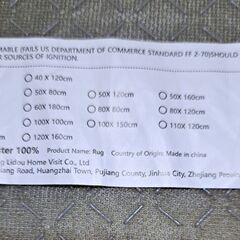 MABLE (FAILS US DEPARTMENT OF COMMERCE STANDARD FF 2-70)SHOULD
R SOURCES OF IGNITION.
40 X 120cm
50X 80cm 50X 120cm 50X 160cm
60X 180cm 80X 80cm 80X 120cm
100X 100cm 100X 150cm 110X 120cm
120X 160cm
ster 100% Product Name: Rug Country of Origin: Made in china
g Lidou Home Visit Co., Ltd
iang Road, Huangzhai Town, Pujiang County, Jinhua City, Zhejiang Provin